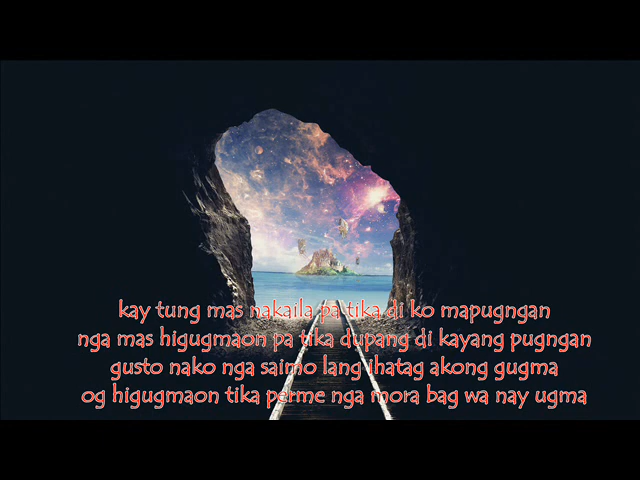 kay tung mas nakaila pa tika di ko mapugngan
nga mas higugmaon pa tika dupang di kayang pugngan
gusto nako nga saimo lang ihatag akong gugma
og higugmaon tika perme nga mora bag wa nay ugma